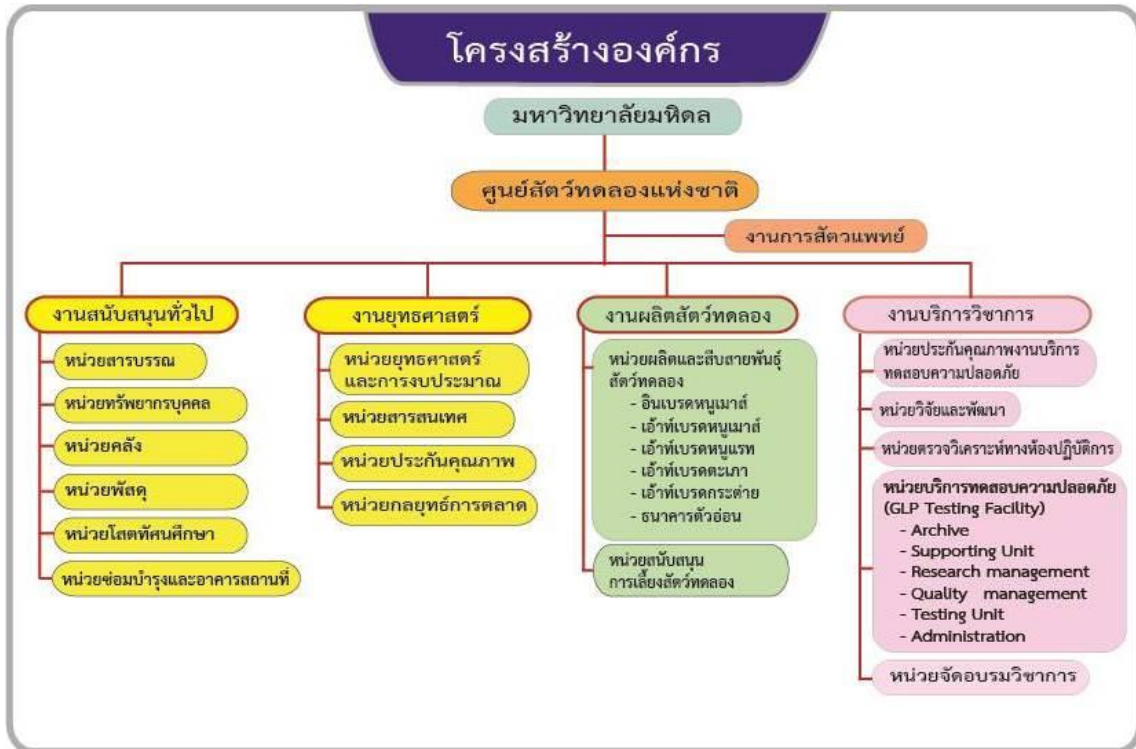 โครงสร้างองค์กร
มหาวิทยาลัยมหิดล
ศูนย์สัตว์ทดลองแห่งชาติ
งานการสัตวแพทย์
งานสนับสนุนทั่วไป
หน่วยสารบรรณ
หน่วยทรัพยากรบุคคล
หน่วยคลัง
หน่วยพัสดุ
หน่วยโสตทัศนศึกษา
หน่วยซ่อมบำรุงและอาคารสถานที่
งานยุทธศาสตร์
หน่วยยุทธศาสตร์
และการงบประมาณ
หน่วยสารสนเทศ
หน่วยประกันคุณภาพ
หน่วยกลยุทธ์การตลาด
งานผลิตสัตว์ทดลอง
หน่วยผลิตและสืบสายพันธุ์
สัตว์ทดลอง
- อินเบรดหนูเมาส์
- เอ้าท์เบรดหนูเมาส์
- เอ้าท์เบรดหนูแรท
- เอ้าท์เบรดตะเภา
- เอ้าท์เบรดกระต่าย
- ธนาคารตัวอ่อน
หน่วยสนับสนุน
การเลี้ยงสัตว์ทดลอง
งานบริการวิชาการ
หน่วยประกันคุณภาพงานบริการ
ทดสอบความปลอดภัย
หน่วยวิจัยและพัฒนา
หน่วยตรวจวิเคราะห์ทางห้องปฏิบัติการ
หน่วยบริการทดสอบความปลอดภัย
(GLP Testing Facility)
- Archive
- Supporting Unit
- Research management
- Quality management
- Testing Unit
- Administration
หน่วยจัดอบรมวิชาการ